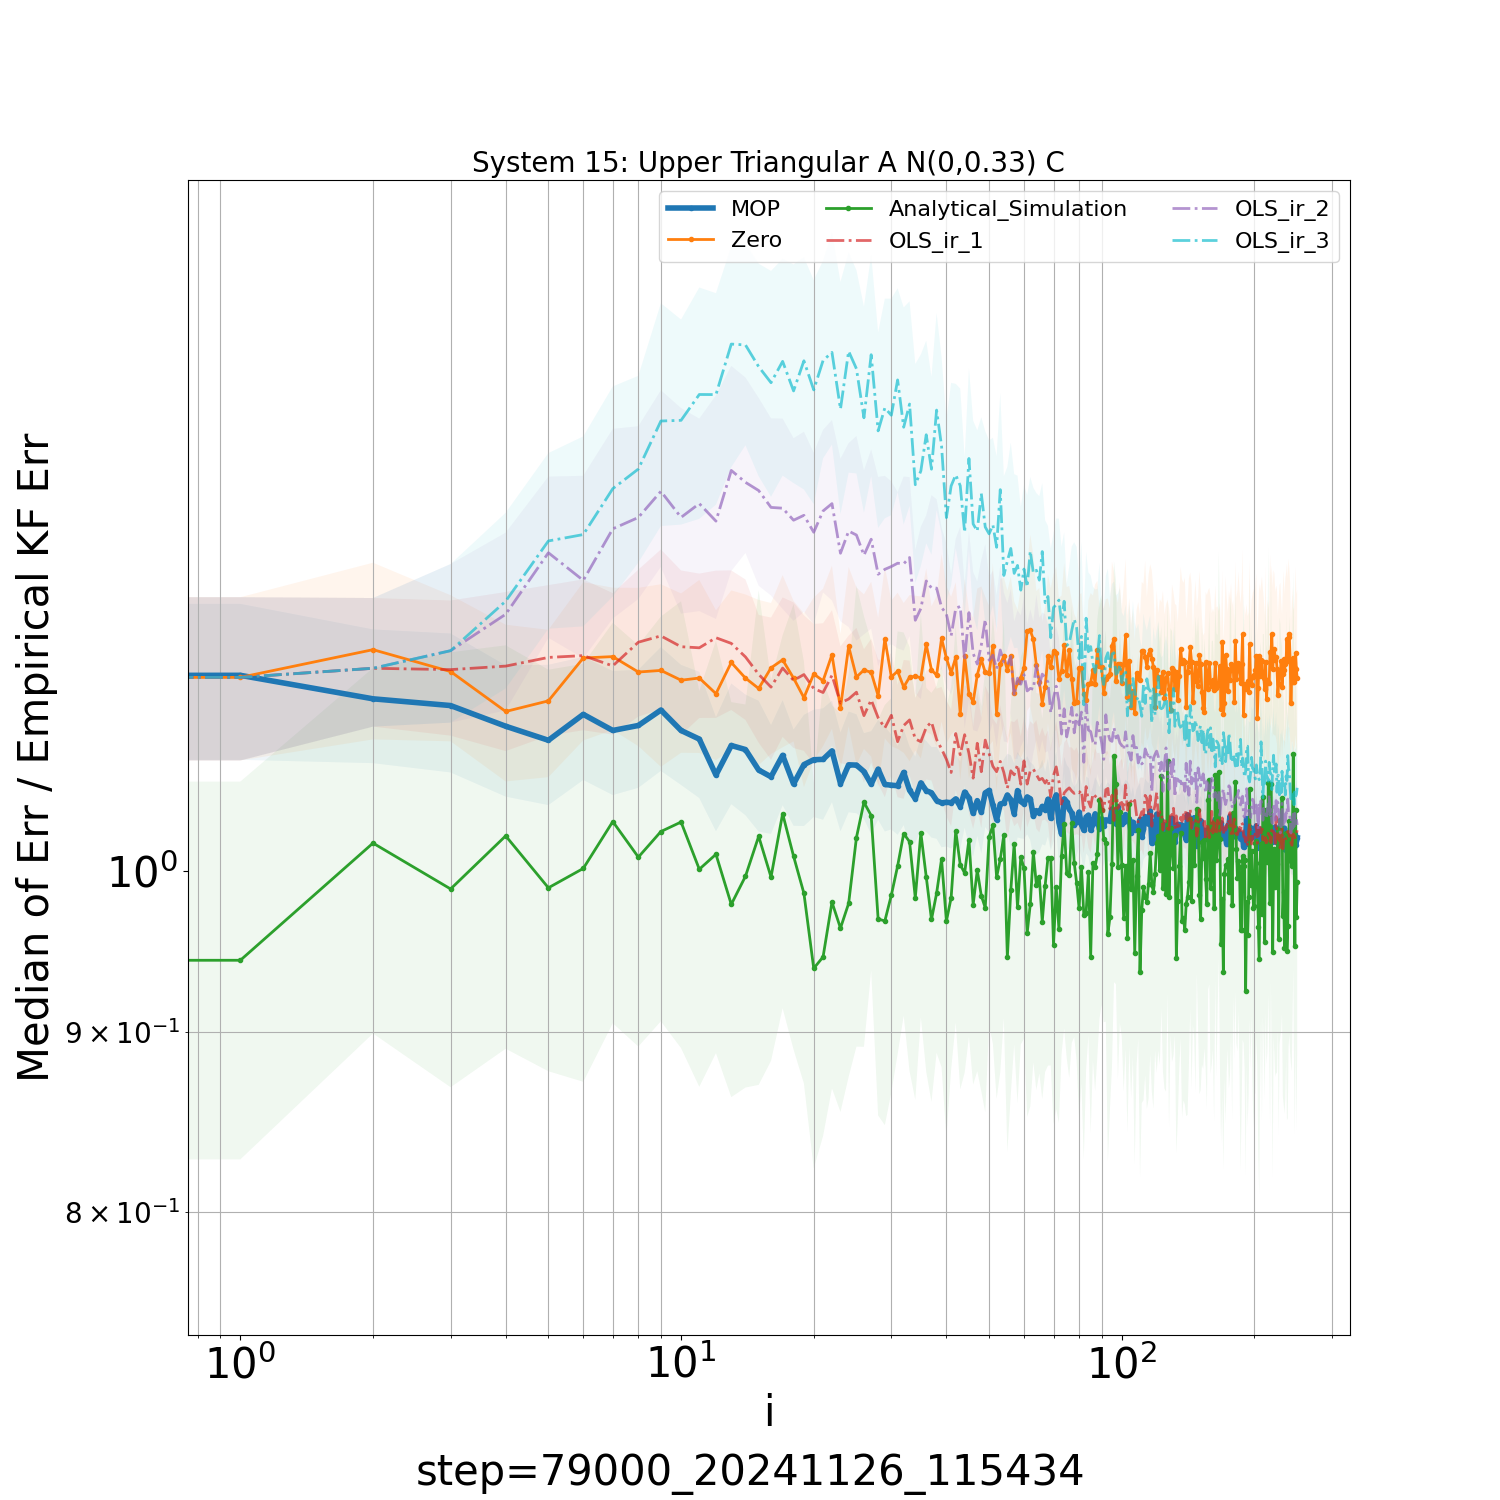 System 15: Upper Triangular A N(0,0.33) C
MOP
Zero
Analytical_Simulation
OLS_ir_1
OLS_ir_2
OLS_ir_3
Median of Err / Empirical KF Err
10⁰
9 × 10⁻¹
8 × 10⁻¹
10⁰ 10¹ 10²
i
step=79000_20241126_115434